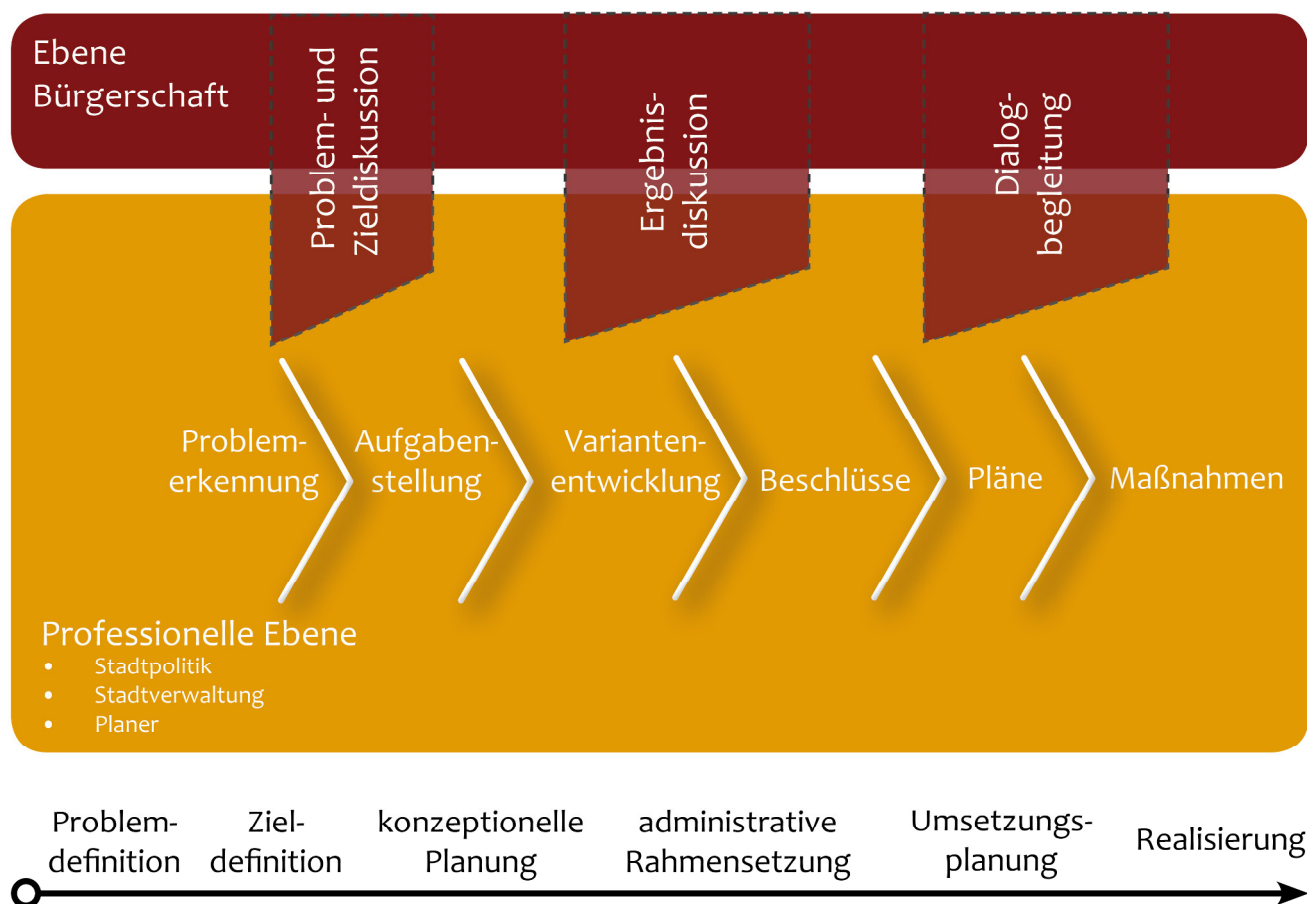 Ebene
Bürgerschaft
Problem- und
Zieldiskussion
Ergebnis-
diskussion
Dialog-
begleitung
Problem-
erkennung
Aufgaben-
stellung
Varianten-
entwicklung
Beschlüsse
Pläne
Maßnahmen
Professionelle Ebene
• Stadtpolitik
• Stadtverwaltung
• Planer
Problem-
definition
Ziel-
definition
konzeptionelle
Planung
administrative
Rahmensetzung
Umsetzungs-
planung
Realisierung